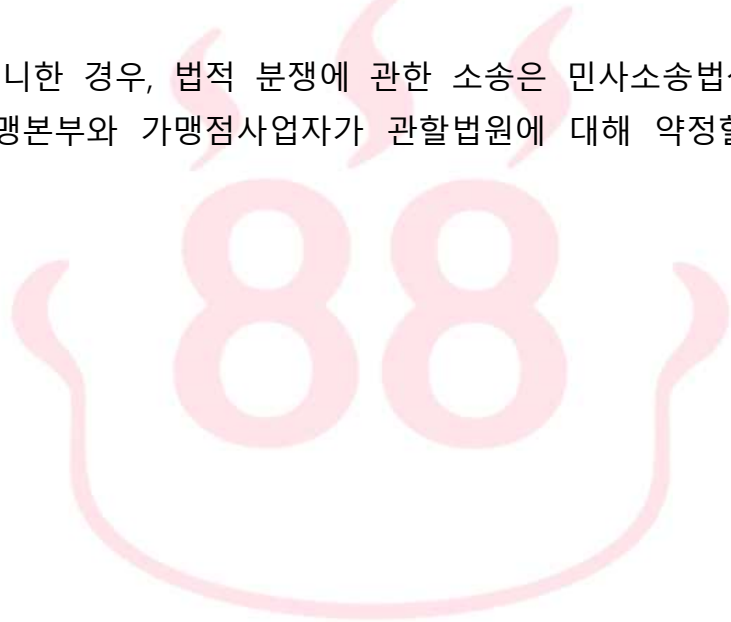 니한 경우, 법적 분쟁에 관한 소송은 민사소송법
맹본부와 가맹점사업자가 관할법원에 대해 약정할
88